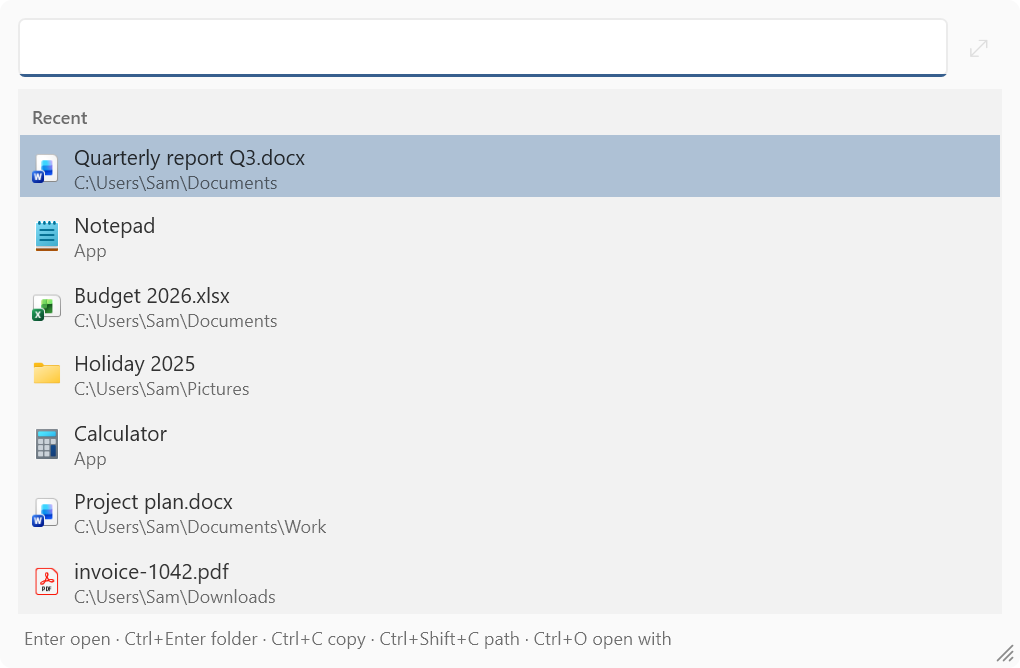 Recent
Quarterly report Q3.docx
C:\Users\Sam\Documents
Notepad
App
Budget 2026.xlsx
C:\Users\Sam\Documents
Holiday 2025
C:\Users\Sam\Pictures
Calculator
App
Project plan.docx
C:\Users\Sam\Documents\Work
invoice-1042.pdf
C:\Users\Sam\Downloads
Enter open · Ctrl+Enter folder · Ctrl+C copy · Ctrl+Shift+C path · Ctrl+O open with